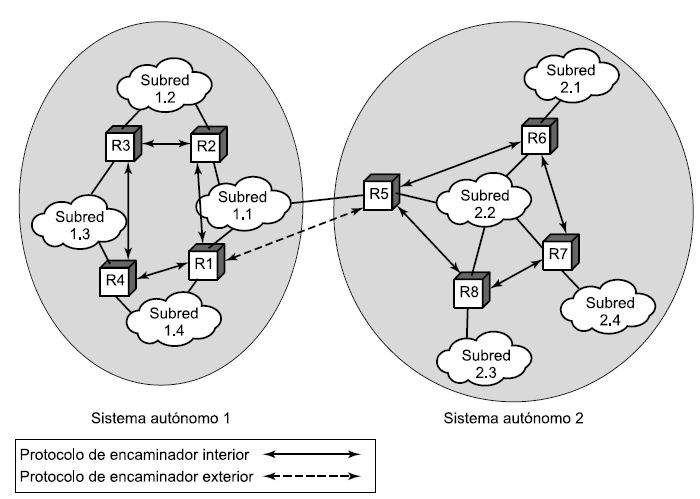 Subred
1.2
R3
R2
Subred
1.1
Subred
1.3
R4
R1
Subred
1.4
Subred
2.1
R6
R5
Subred
2.2
R7
R8
Subred
2.4
Subred
2.3
Sistema autónomo 1
Sistema autónomo 2
Protocolo de encaminador interior
Protocolo de encaminador exterior